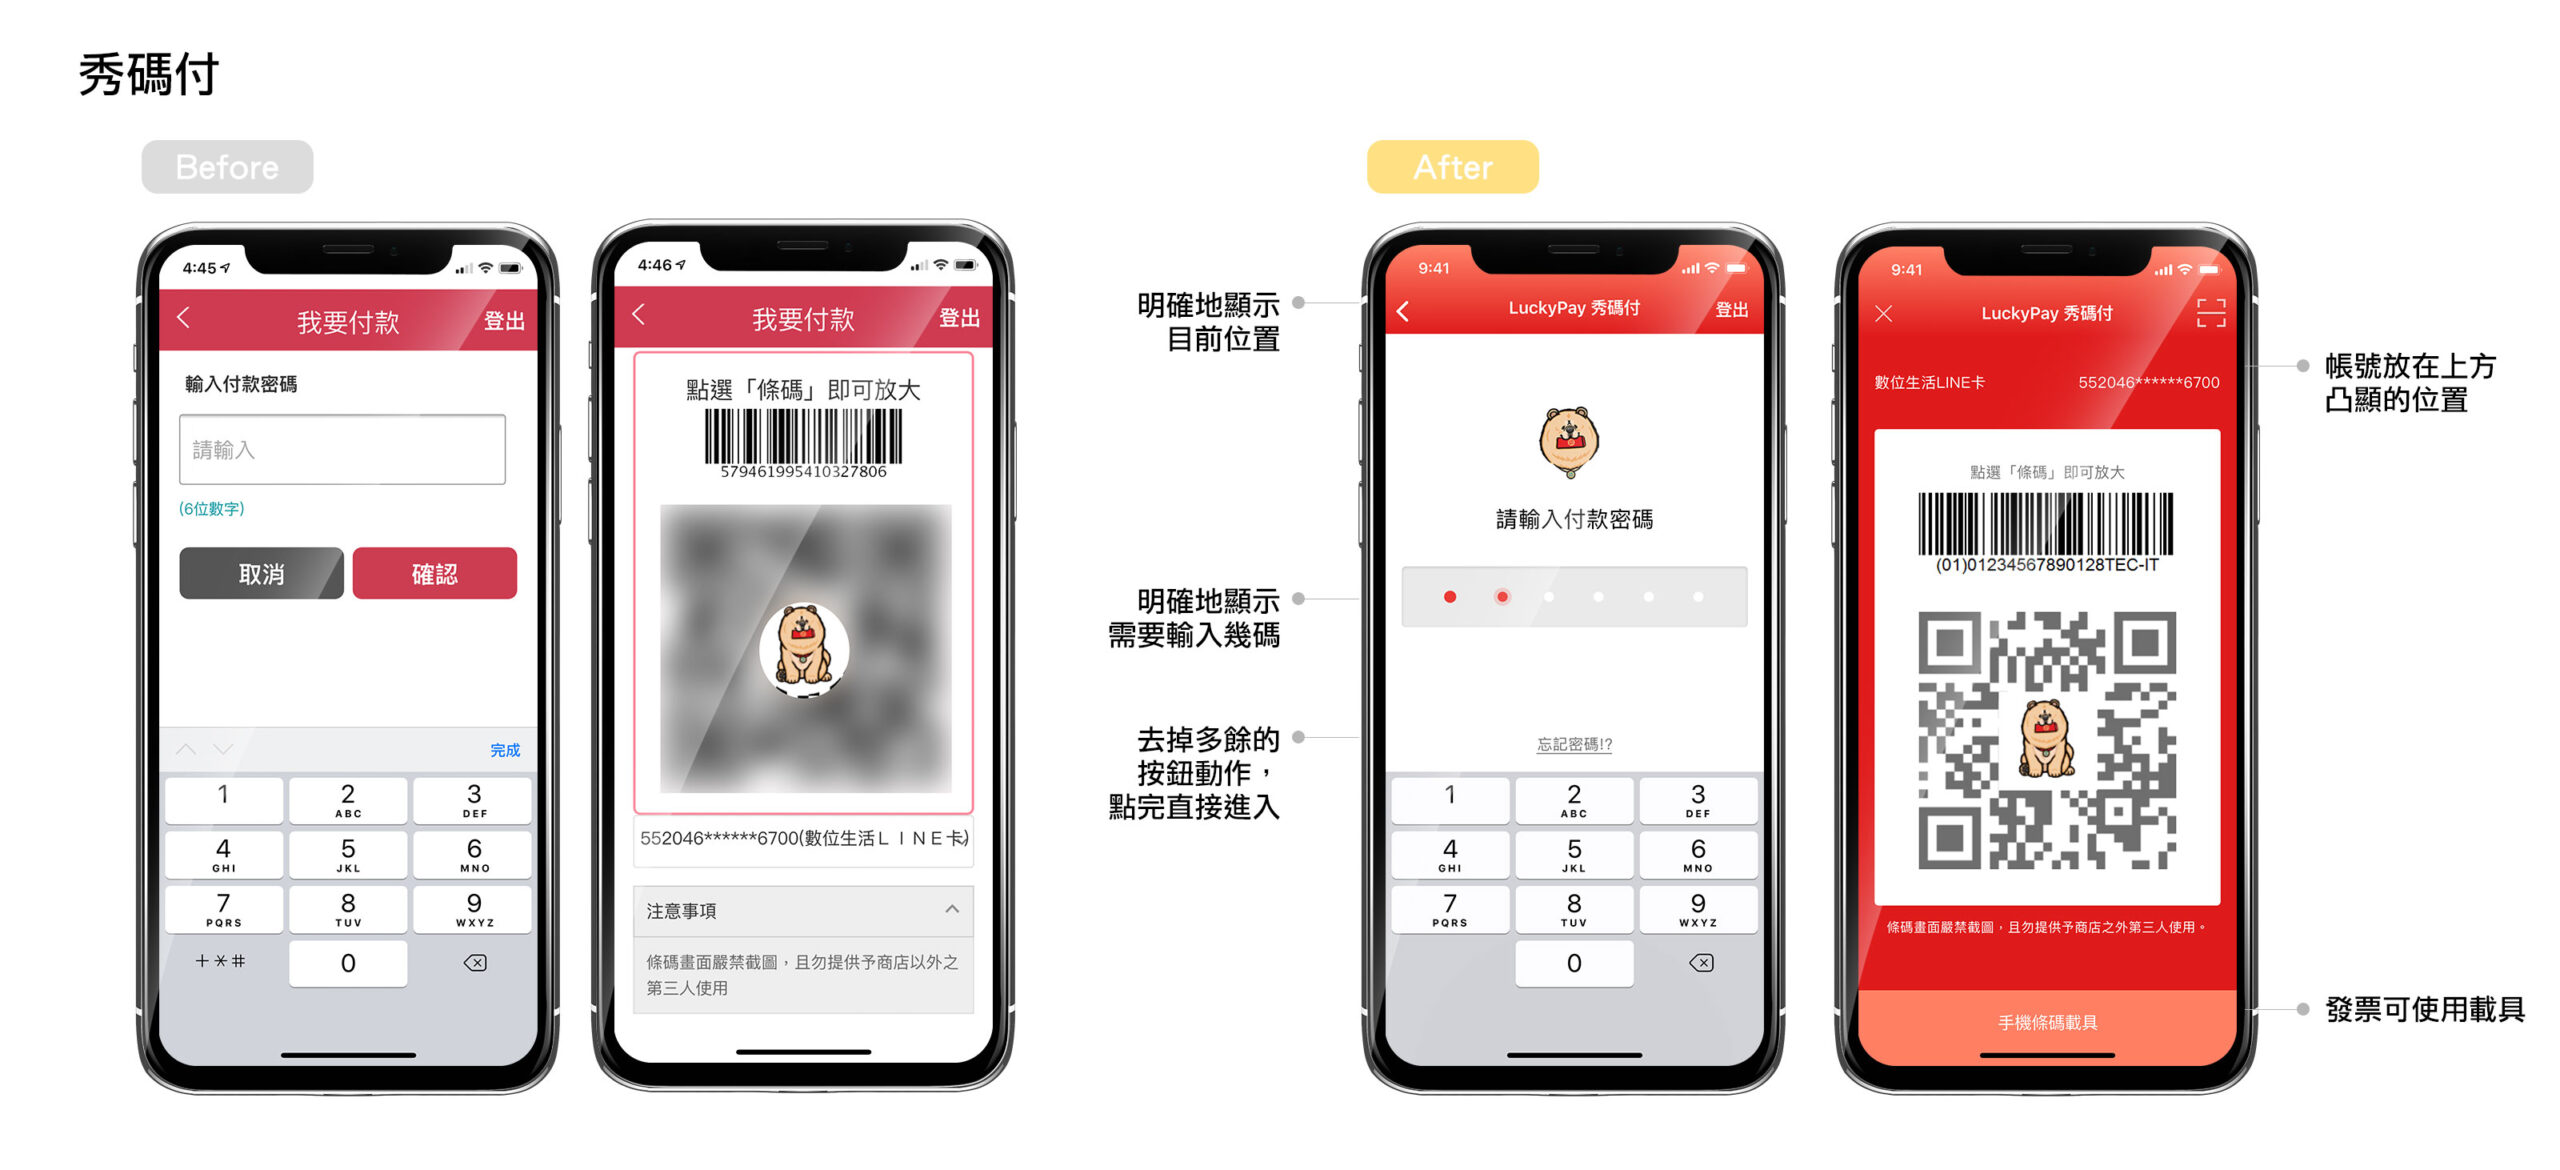 秀碼付
Before
4:45
我要付款
登出
輸入付款密碼
請輸入
(6位數字)
取消
確認
完成
1
2
ABC
3
DEF
4
GHI
5
JKL
6
MNO
7
PQRS
8
TUV
9
WXYZ
+*#
0
4:46
我要付款
登出
點選「條碼」即可放大
579461995410327806
552046******6700(數位生活ＬＩＮＥ卡)
注意事項
條碼畫面嚴禁截圖，且勿提供予商店以外之
第三人使用
After
明確地顯示
目前位置
明確地顯示
需要輸入幾碼
去掉多餘的
按鈕動作，
點完直接進入
9:41
LuckyPay 秀碼付
登出
請輸入付款密碼
忘記密碼!?
1
2
ABC
3
DEF
4
GHI
5
JKL
6
MNO
7
PQRS
8
TUV
9
WXYZ
0
9:41
LuckyPay 秀碼付
數位生活LINE卡
552046******6700
點選「條碼」即可放大
(01)01234567890128TEC-IT
條碼畫面嚴禁截圖，且勿提供予商店之外第三人使用。
手機條碼載具
帳號放在上方
凸顯的位置
發票可使用載具